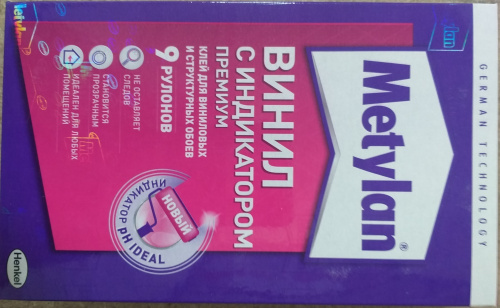 GERMAN TECHNOLOGY
Metylan®
ВИНИЛ
С ИНДИКАТОРОМ
ПРЕМИУМ
КЛЕЙ ДЛЯ ВИНИЛОВЫХ
И СТРУКТУРНЫХ ОБОЕВ
9 РУЛОНОВ
НЕ ОСТАВЛЯЕТ
СЛЕДОВ
СТАНОВИТСЯ
ПРОЗРАЧНЫМ
ИДЕАЛЕН ДЛЯ ЛЮБЫХ
ПОМЕЩЕНИЙ
НОВЫЙ
ИНДИКАТОР pH IDEAL
Henkel